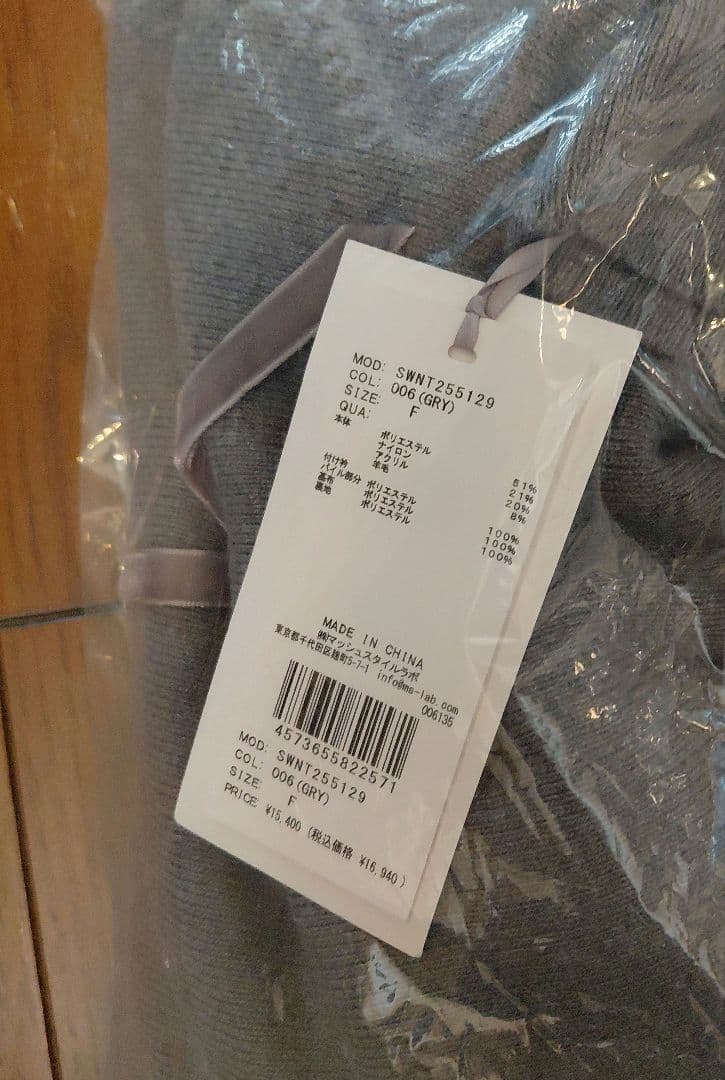 MOD: SWNT255129
COL: 006(GRY)
SIZE: F
QUA:
本体
ポリエステル 51%
ナイロン 21%
アクリル 20%
羊毛 8%
付け衿
パイル部分 ポリエステル 100%
基布 ポリエステル 100%
裏地 ポリエステル 100%
MADE IN CHINA
㈱マッシュスタイルラボ
東京都千代田区麹町5-7-1 info@ms-lab.com
006135
4573655822571
MOD: SWNT255129
COL: 006(GRY)
SIZE: F
PRICE: ¥15,400 (税込価格 ¥16,940)